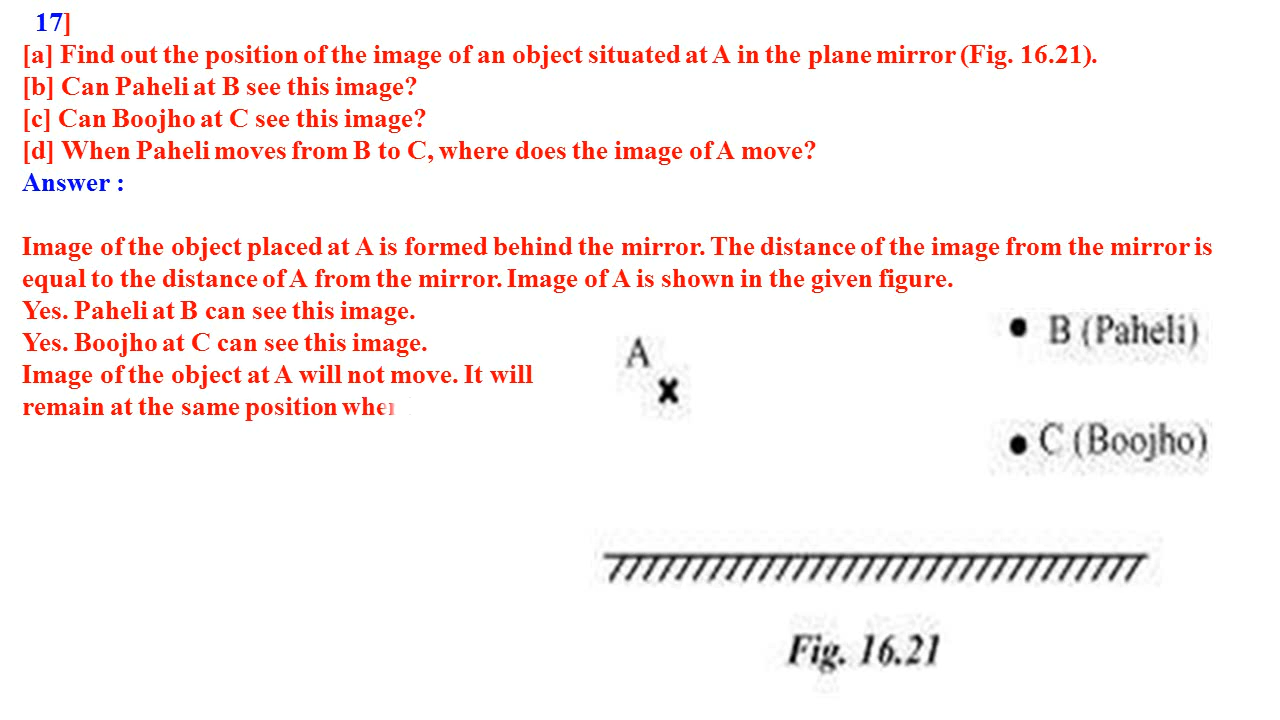 17]
[a] Find out the position of the image of an object situated at A in the plane mirror (Fig. 16.21).
[b] Can Paheli at B see this image?
[c] Can Boojho at C see this image?
[d] When Paheli moves from B to C, where does the image of A move?
Answer :
Image of the object placed at A is formed behind the mirror. The distance of the image from the mirror is
equal to the distance of A from the mirror. Image of A is shown in the given figure.
Yes. Paheli at B can see this image.
Yes. Boojho at C can see this image.
Image of the object at A will not move. It will
remain at the same position
A
B (Paheli)
C (Boojho)
Fig. 16.21